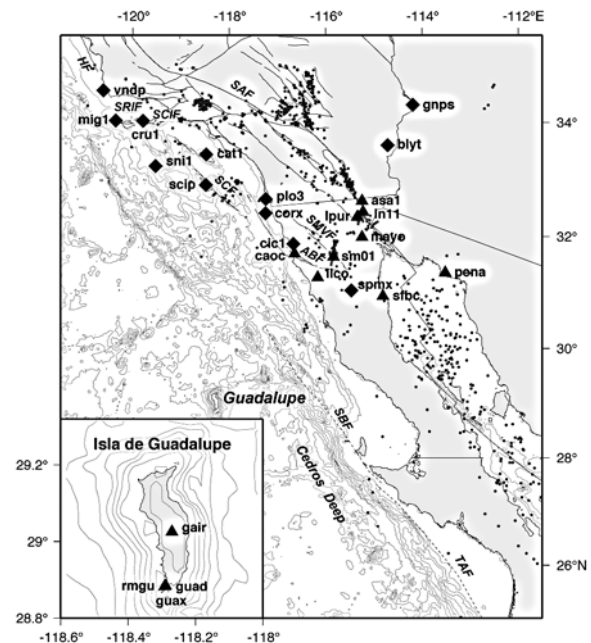 -120° -118° -116° -114° -112°E
HF
vndp
SAF
gnps
SRIF
SCIF
34°
mig1
cru1
blyt
cat1
sni1
SCF
scip
plo3
asa1
lpur
ln11
corx
SMVF
mayo
32°
cic1
caoc
ABF
sm01
llco
spmx
pena
sfbc
30°
Guadalupe
SBF
Isla de Guadalupe
Cedros Deep
28°
29.2°
gair
29°
TAF
26°N
rmgu
guad
guax
28.8°
-118.6° -118.4° -118.2° -118°